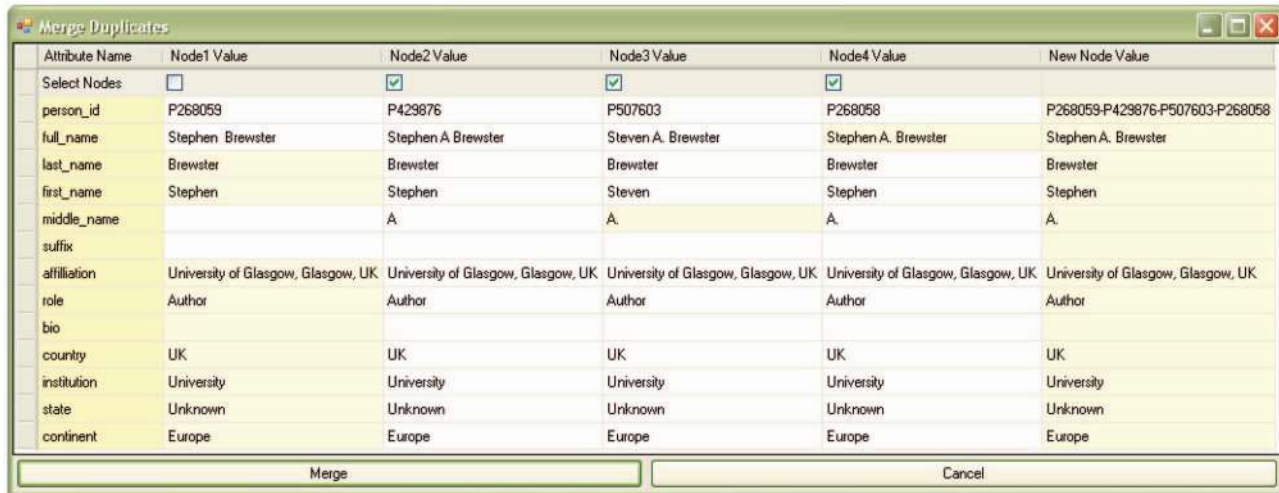 Merge Duplicates
Attribute Name Node1 Value Node2 Value Node3 Value Node4 Value New Node Value
Select Nodes
person_id P268059 P429876 P507603 P268058 P268059-P429876-P507603-P268058
full_name Stephen Brewster Stephen A Brewster Steven A. Brewster Stephen A. Brewster Stephen A. Brewster
last_name Brewster Brewster Brewster Brewster Brewster
first_name Stephen Stephen Steven Stephen Stephen
middle_name A A. A. A.
suffix
affilliation University of Glasgow, Glasgow, UK University of Glasgow, Glasgow, UK University of Glasgow, Glasgow, UK University of Glasgow, Glasgow, UK University of Glasgow, Glasgow, UK
role Author Author Author Author Author
bio
country UK UK UK UK UK
institution University University University University University
state Unknown Unknown Unknown Unknown Unknown
continent Europe Europe Europe Europe Europe
Merge Cancel